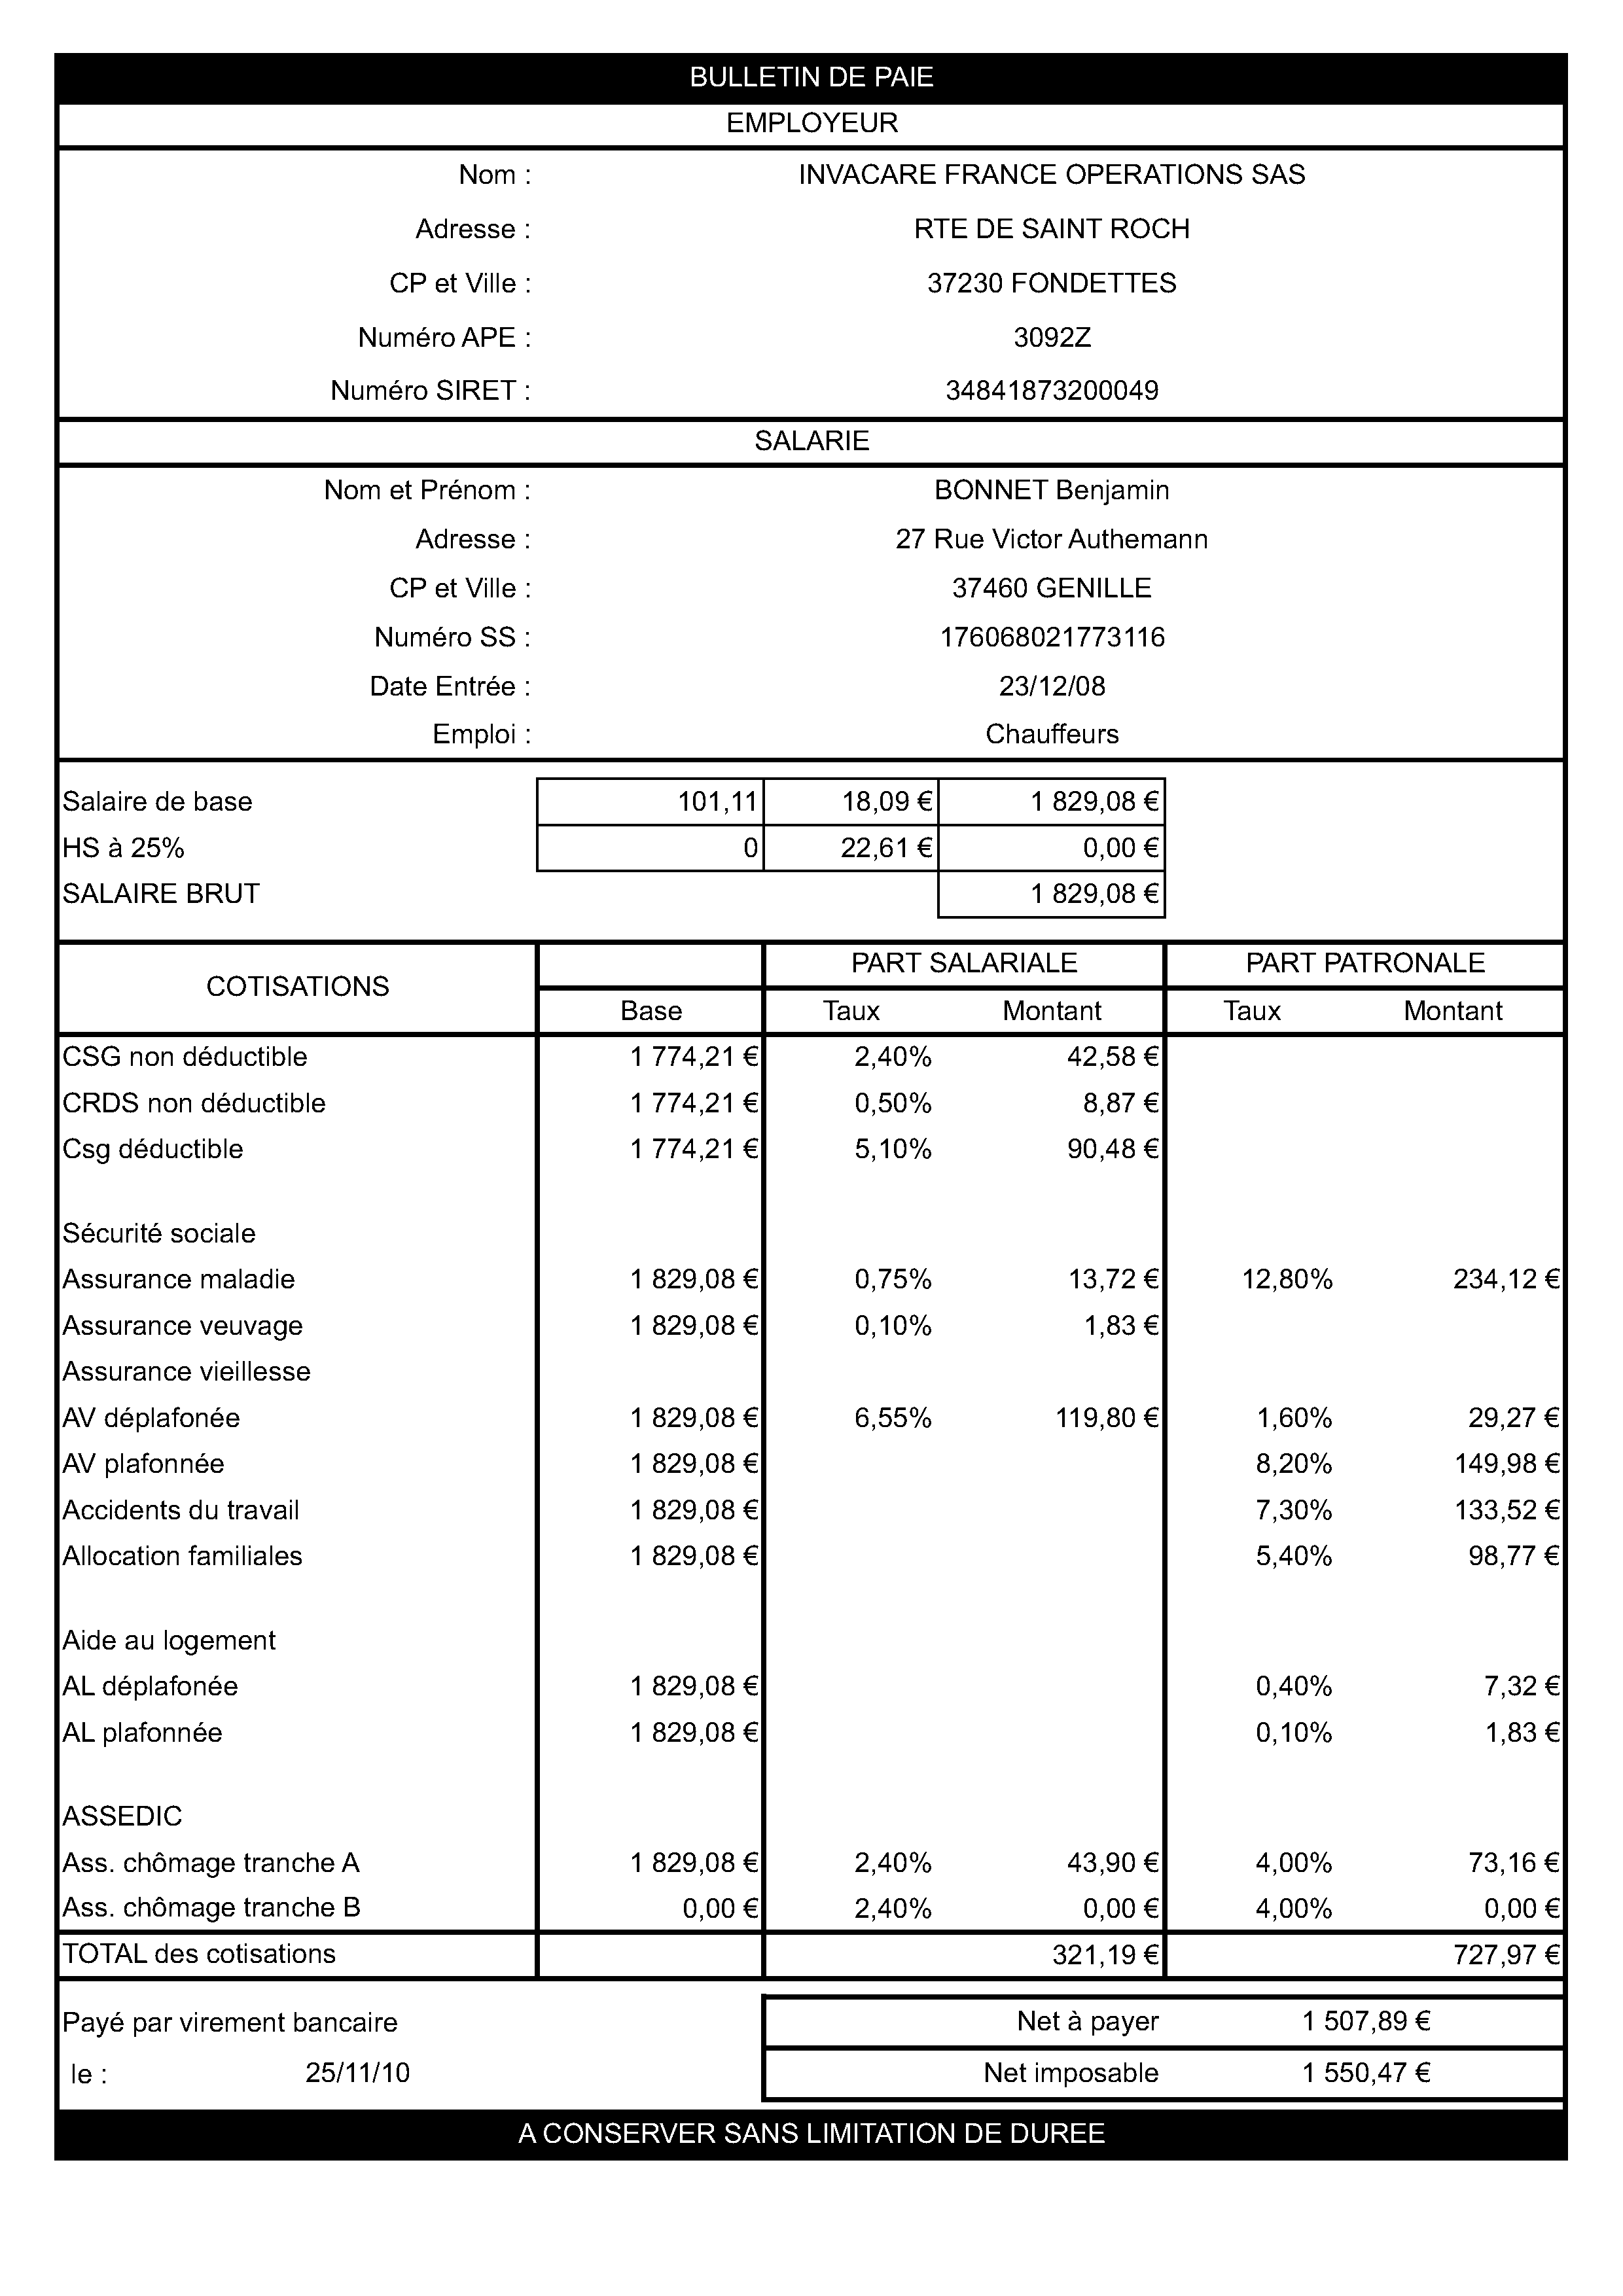 BULLETIN DE PAIE
EMPLOYEUR
Nom : INVACARE FRANCE OPERATIONS SAS
Adresse : RTE DE SAINT ROCH
CP et Ville : 37230 FONDETTES
Numéro APE : 3092Z
Numéro SIRET : 34841873200049
SALARIE
Nom et Prénom : BONNET Benjamin
Adresse : 27 Rue Victor Authemann
CP et Ville : 37460 GENILLE
Numéro SS : 176068021773116
Date Entrée : 23/12/08
Emploi : Chauffeurs
Salaire de base 101,11 18,09 € 1 829,08 €
HS à 25% 0 22,61 € 0,00 €
SALAIRE BRUT 1 829,08 €
COTISATIONS PART SALARIALE PART PATRONALE
Base Taux Montant Taux Montant
CSG non déductible 1 774,21 € 2,40% 42,58 €
CRDS non déductible 1 774,21 € 0,50% 8,87 €
Csg déductible 1 774,21 € 5,10% 90,48 €
Sécurité sociale
Assurance maladie 1 829,08 € 0,75% 13,72 € 12,80% 234,12 €
Assurance veuvage 1 829,08 € 0,10% 1,83 €
Assurance vieillesse
AV déplafonée 1 829,08 € 6,55% 119,80 € 1,60% 29,27 €
AV plafonnée 1 829,08 € 8,20% 149,98 €
Accidents du travail 1 829,08 € 7,30% 133,52 €
Allocation familiales 1 829,08 € 5,40% 98,77 €
Aide au logement
AL déplafonée 1 829,08 € 0,40% 7,32 €
AL plafonnée 1 829,08 € 0,10% 1,83 €
ASSEDIC
Ass. chômage tranche A 1 829,08 € 2,40% 43,90 € 4,00% 73,16 €
Ass. chômage tranche B 0,00 € 2,40% 0,00 € 4,00% 0,00 €
TOTAL des cotisations 321,19 € 727,97 €
Payé par virement bancaire Net à payer 1 507,89 €
le : 25/11/10 Net imposable 1 550,47 €
A CONSERVER SANS LIMITATION DE DUREE